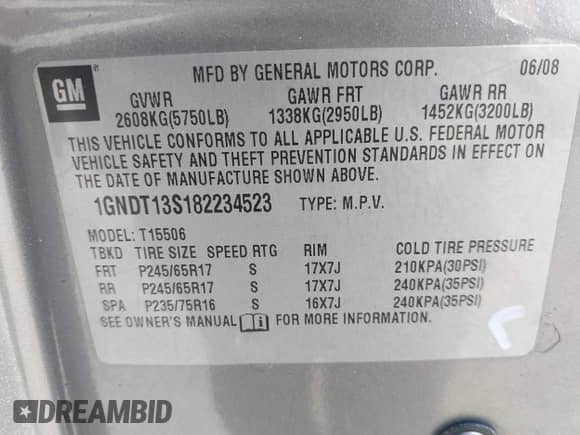 GM ®
MFD BY GENERAL MOTORS CORP. 06/08
GVWR GAWR FRT GAWR RR
2608KG(5750LB) 1338KG(2950LB) 1452KG(3200LB)
THIS VEHICLE CONFORMS TO ALL APPLICABLE U.S. FEDERAL MOTOR
VEHICLE SAFETY AND THEFT PREVENTION STANDARDS IN EFFECT ON
THE DATE OF MANUFACTURE SHOWN ABOVE.
1GNDT13S182234523 TYPE: M.P.V.
MODEL: T15506
TBKD TIRE SIZE SPEED RTG RIM COLD TIRE PRESSURE
FRT P245/65R17 S 17X7J 210KPA(30PSI)
RR P245/65R17 S 17X7J 240KPA(35PSI)
SPA P235/75R16 S 16X7J 240KPA(35PSI)
SEE OWNER'S MANUAL FOR MORE INFORMATION.
DREAMBID